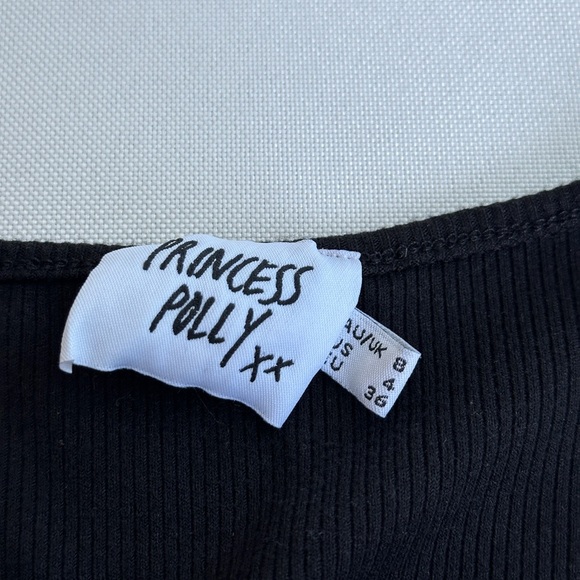 PRINCESS
POLLY xx
AU/UK 8
US 4
EU 36